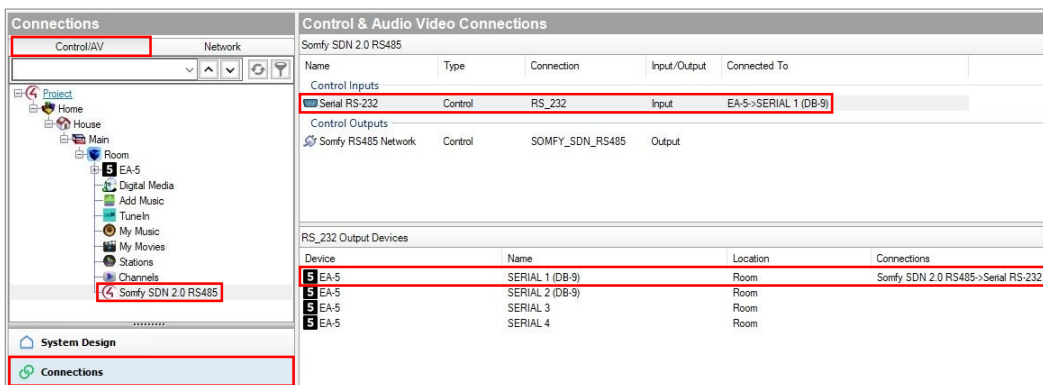 Connections
Control/AV Network
Project
Home
House
Main
Room
5 EA-5
Digital Media
Add Music
TuneIn
My Music
My Movies
Stations
Channels
Somfy SDN 2.0 RS485
System Design
Connections
Control & Audio Video Connections
Somfy SDN 2.0 RS485
Name Type Connection Input/Output Connected To
Control Inputs
Serial RS-232 Control RS_232 Input EA-5->SERIAL 1 (DB-9)
Control Outputs
Somfy RS485 Network Control SOMFY_SDN_RS485 Output
RS_232 Output Devices
Device Name Location Connections
5 EA-5 SERIAL 1 (DB-9) Room Somfy SDN 2.0 RS485->Serial RS-232
5 EA-5 SERIAL 2 (DB-9) Room
5 EA-5 SERIAL 3 Room
5 EA-5 SERIAL 4 Room